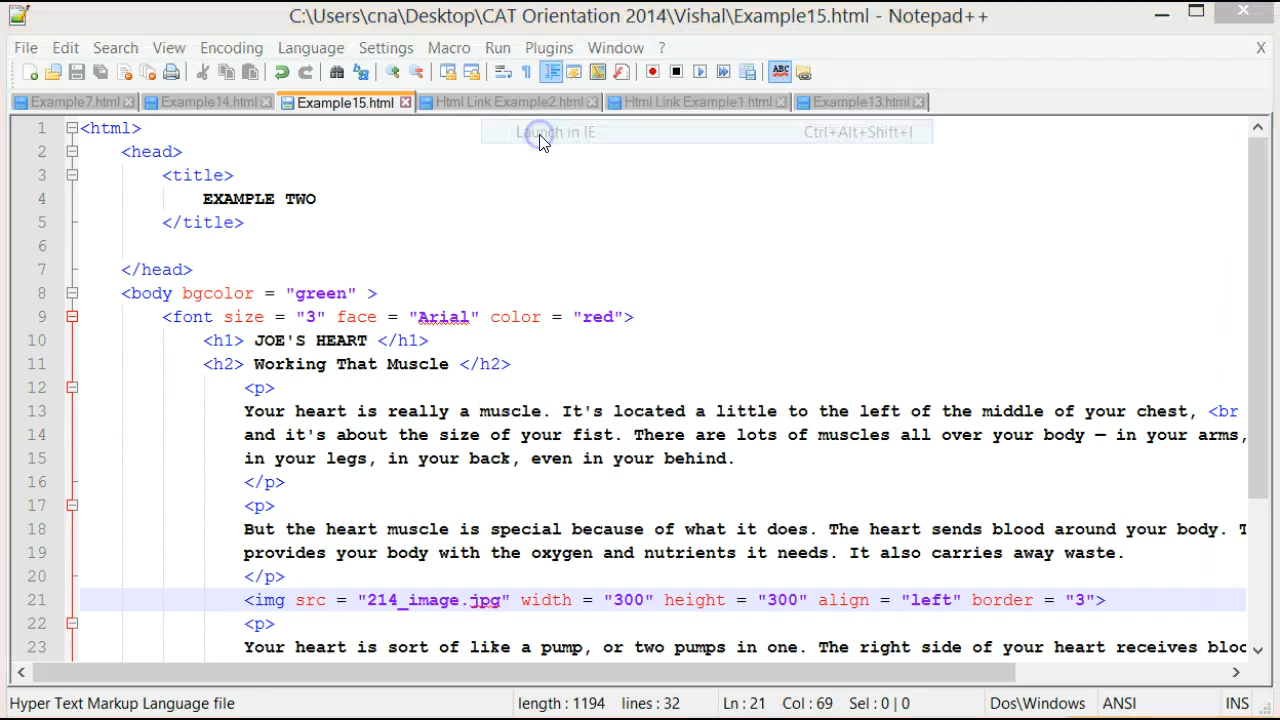 C:\Users\cna\Desktop\CAT Orientation 2014\Vishal\Example15.html - Notepad++
File Edit Search View Encoding Language Settings Macro Run Plugins Window ? X
Example7.html Example14.html Example15.html Html Link Example2.html Html Link Example1.html Example13.html
Launch in IE Ctrl+Alt+Shift+I
1 <html>
2 <head>
3 <title>
4 EXAMPLE TWO
5 </title>
6
7 </head>
8 <body bgcolor = "green" >
9 <font size = "3" face = "Arial" color = "red">
10 <h1> JOE'S HEART </h1>
11 <h2> Working That Muscle </h2>
12 <p>
13 Your heart is really a muscle. It's located a little to the left of the middle of your chest, <br
14 and it's about the size of your fist. There are lots of muscles all over your body — in your arms,
15 in your legs, in your back, even in your behind.
16 </p>
17 <p>
18 But the heart muscle is special because of what it does. The heart sends blood around your body. T
19 provides your body with the oxygen and nutrients it needs. It also carries away waste.
20 </p>
21 <img src = "214_image.jpg" width = "300" height = "300" align = "left" border = "3">
22 <p>
23 Your heart is sort of like a pump, or two pumps in one. The right side of your heart receives bloo
Hyper Text Markup Language file length : 1194 lines : 32 Ln : 21 Col : 69 Sel : 0 | 0 Dos\Windows ANSI INS